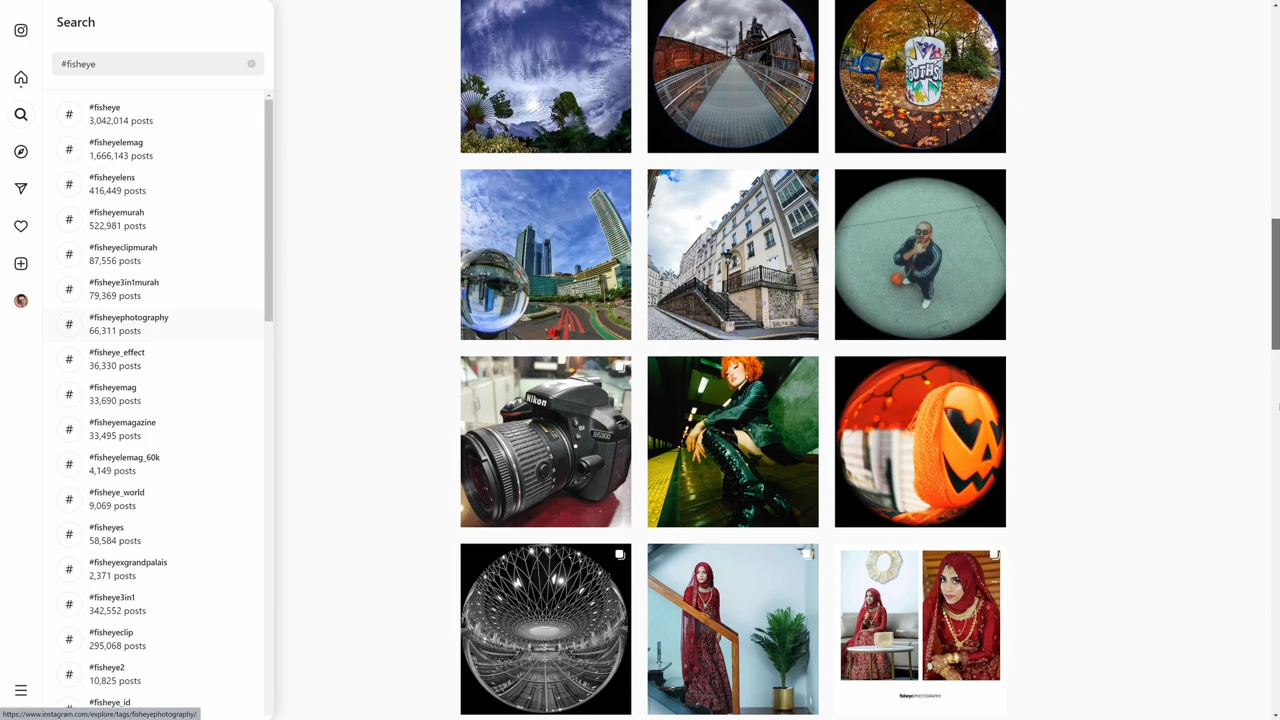 Search
#fisheye
#fisheye
3,042,014 posts
#fisheyelemag
1,666,143 posts
#fisheyelens
416,449 posts
#fisheyemurah
522,981 posts
#fisheyeclipmurah
87,556 posts
#fisheye3in1murah
79,369 posts
#fisheyephotography
66,311 posts
#fisheye_effect
36,330 posts
#fisheyemag
33,690 posts
#fisheyemagazine
33,495 posts
#fisheyelemag_60k
4,149 posts
#fisheye_world
9,069 posts
#fisheyes
58,584 posts
#fisheyexgrandpalais
2,371 posts
#fisheye3in1
342,552 posts
#fisheyeclip
295,068 posts
#fisheye2
10,825 posts
#fisheye_id
https://www.instagram.com/explore/tags/fisheyephotography/
OUTHS
Nikon
D5300
fisheye PHOTOGRAPHY